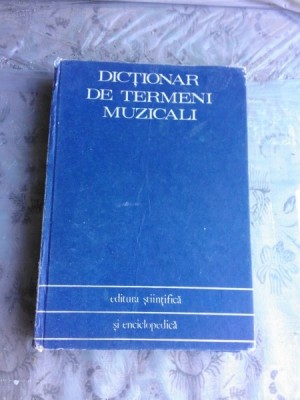 DICȚIONAR
DE TERMENI
MUZICALI
editura științifică
și enciclopedică